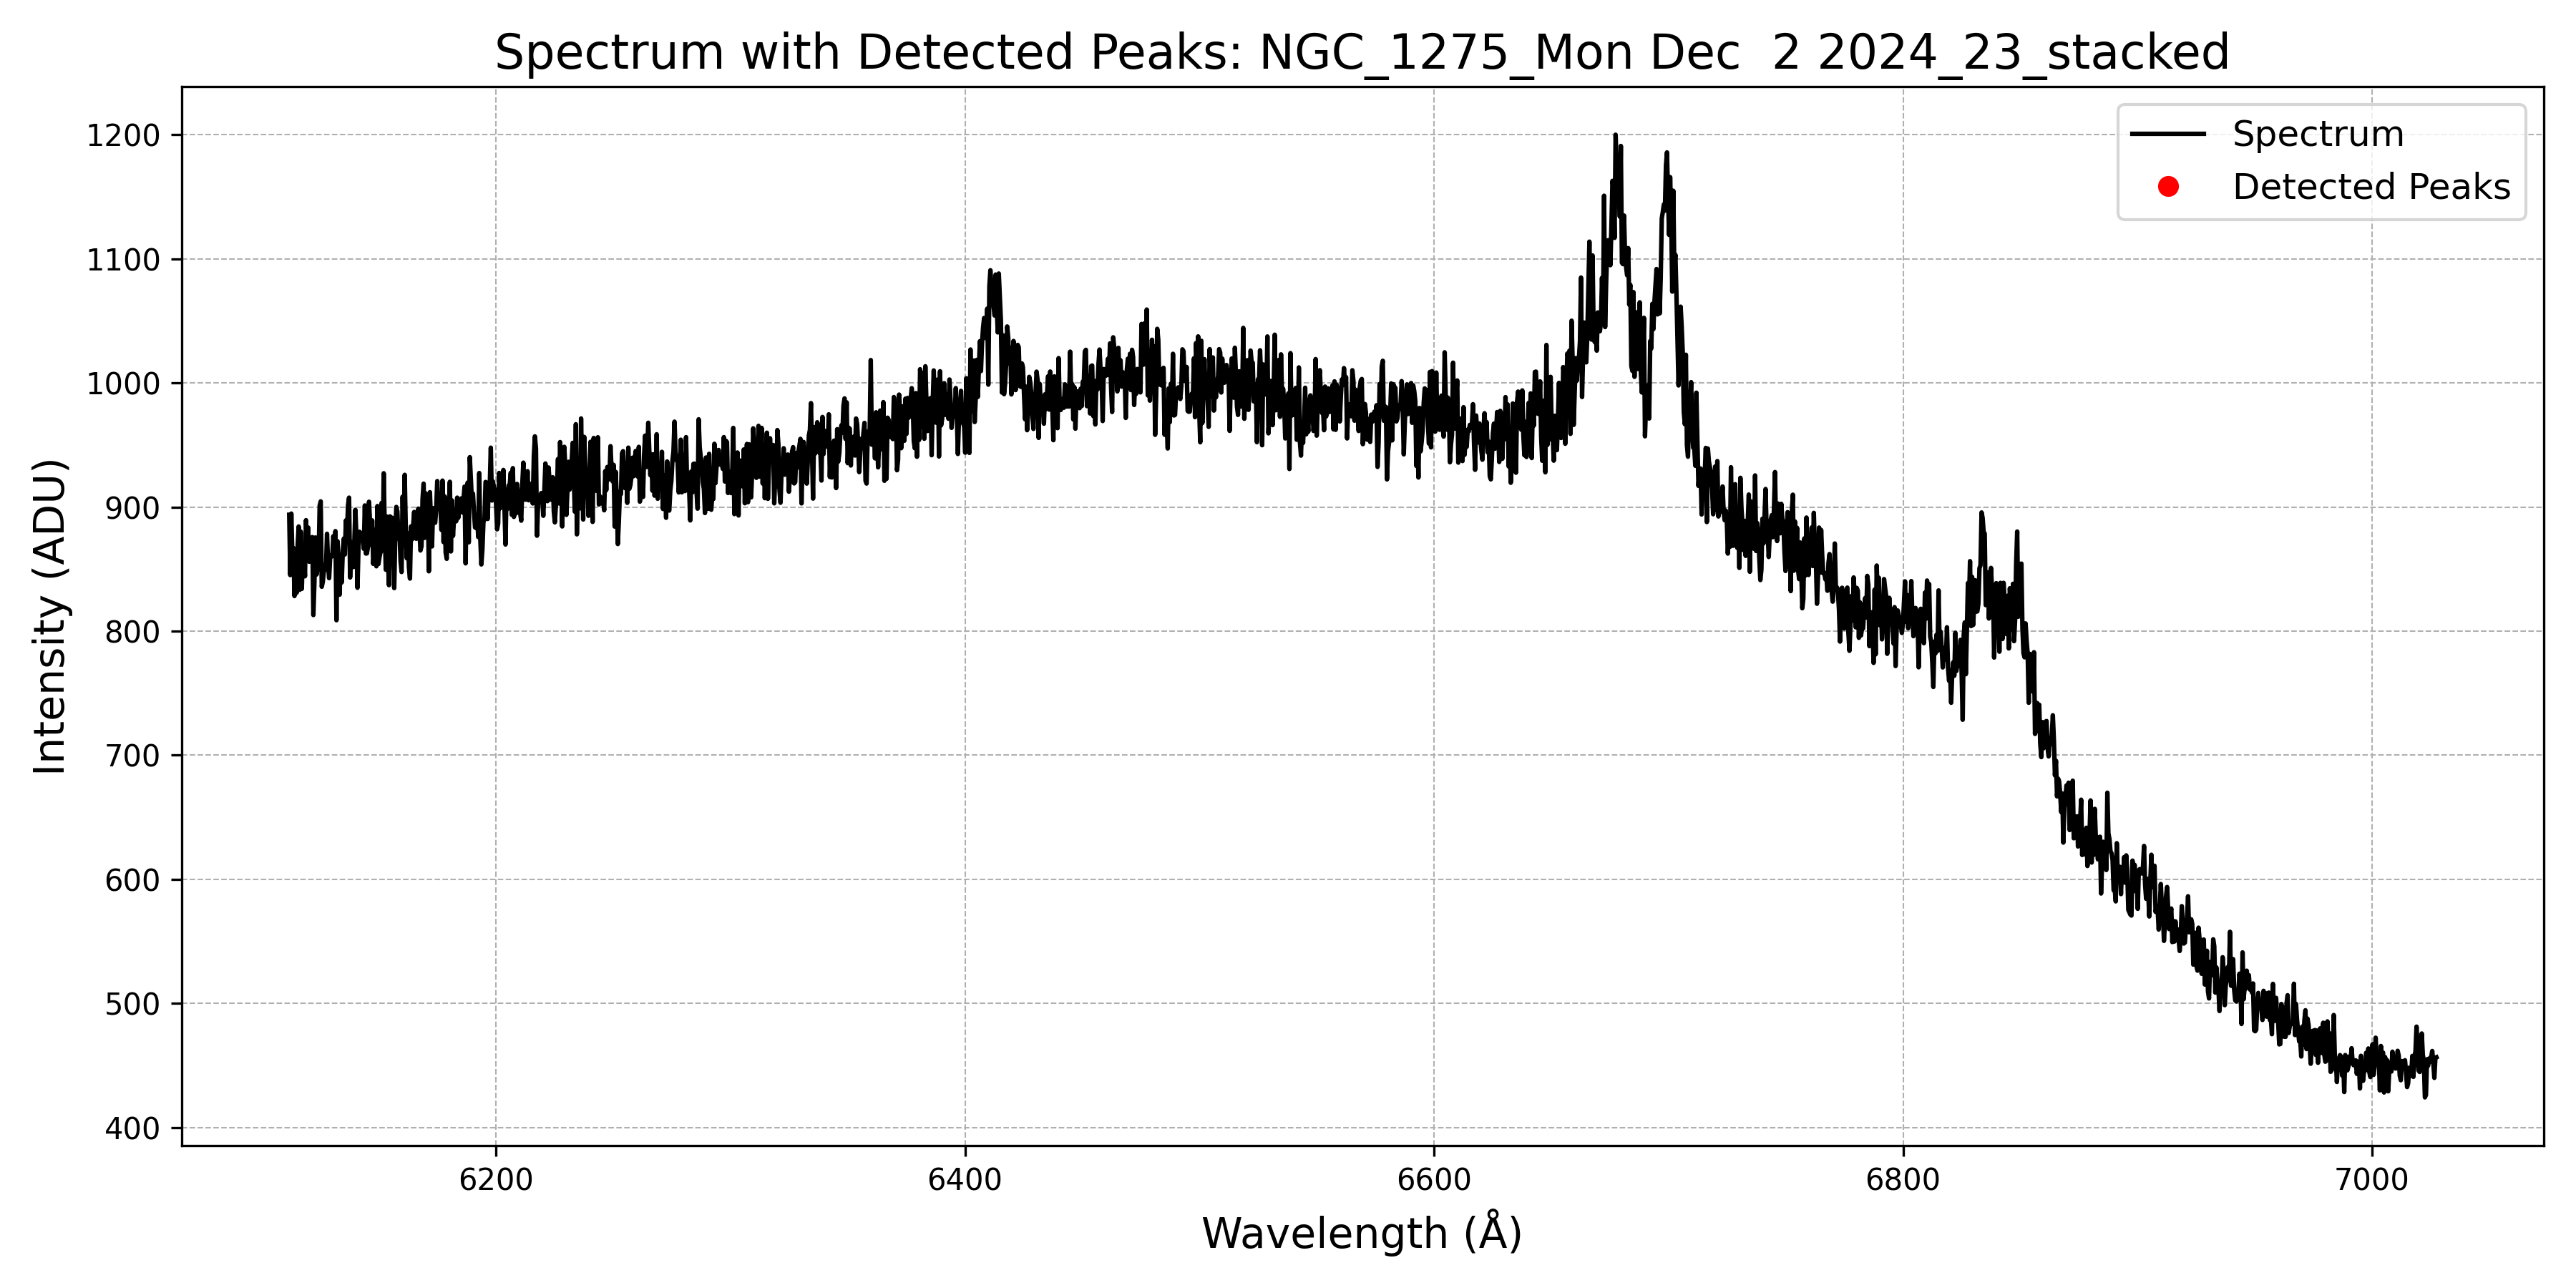 Spectrum with Detected Peaks: NGC_1275_Mon Dec  2 2024_23_stacked
Spectrum
Detected Peaks
Intensity (ADU)
1200
1100
1000
900
800
700
600
500
400
6200 6400 6600 6800 7000
Wavelength (Å)